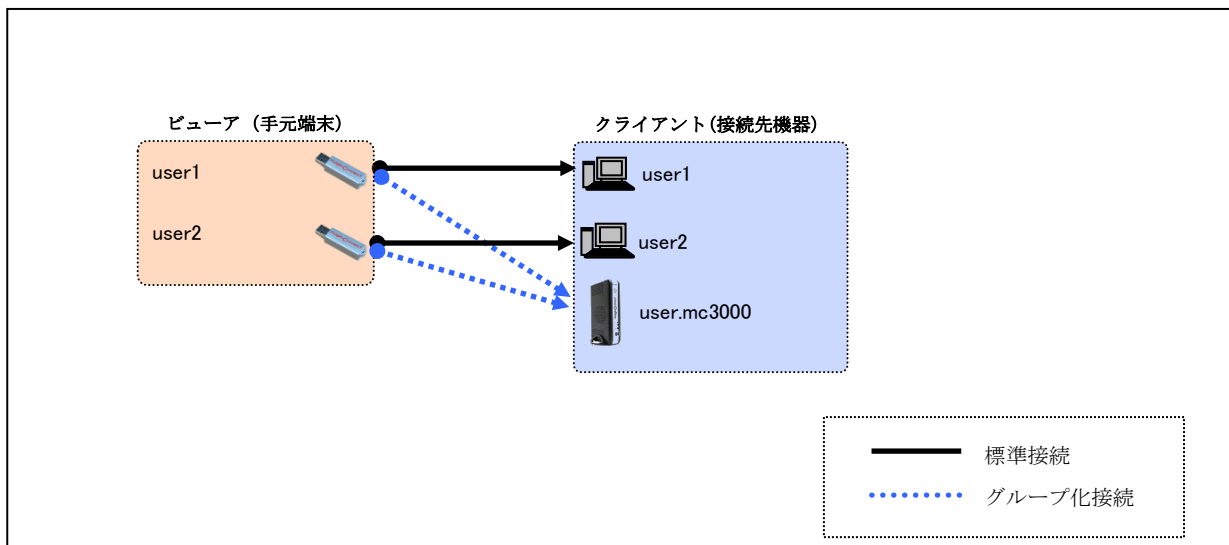 ビューア (手元端末)
user1
user2
クライアント(接続先機器)
user1
user2
user.mc3000
標準接続
グループ化接続